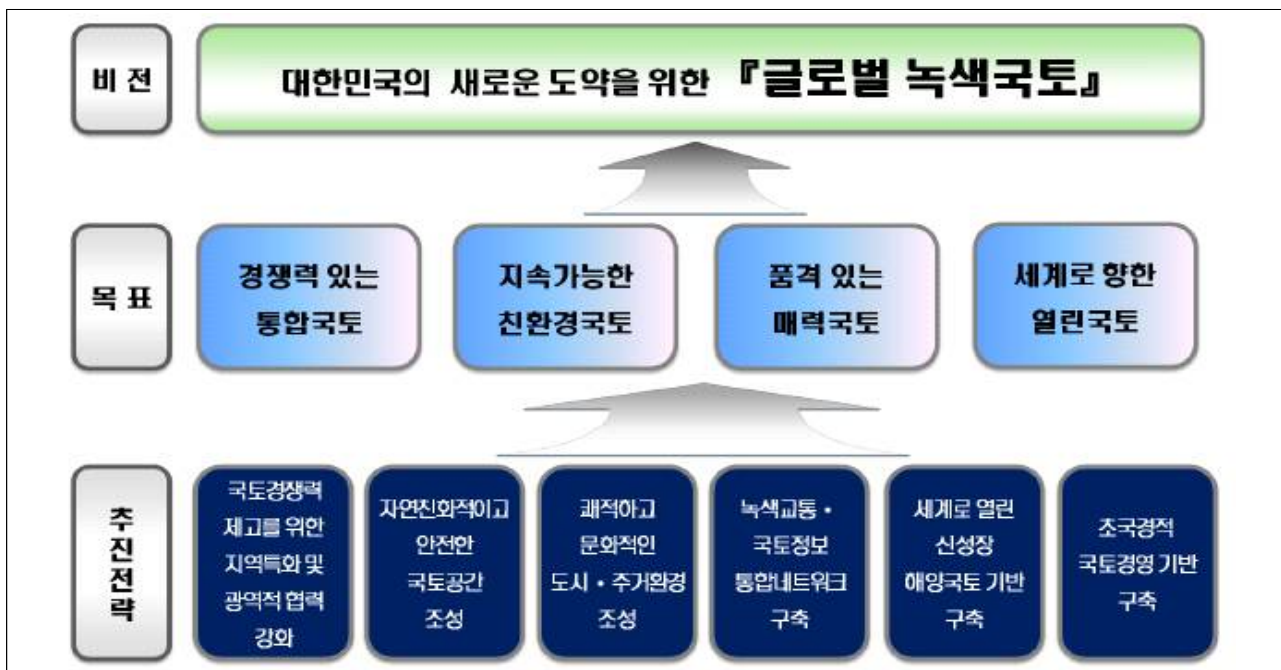 비 전
대한민국의 새로운 도약을 위한 『글로벌 녹색국토』
목 표
경쟁력 있는
통합국토
지속가능한
친환경국토
품격 있는
매력국토
세계로 향한
열린국토
추진전략
국토경쟁력
제고를 위한
지역특화 및
광역적 협력
강화
자연친화적이고
안전한
국토공간
조성
쾌적하고
문화적인
도시・주거환경
조성
녹색교통・
국토정보
통합네트워크
구축
세계로 열린
신성장
해양국토 기반
구축
초국경적
국토경영 기반
구축